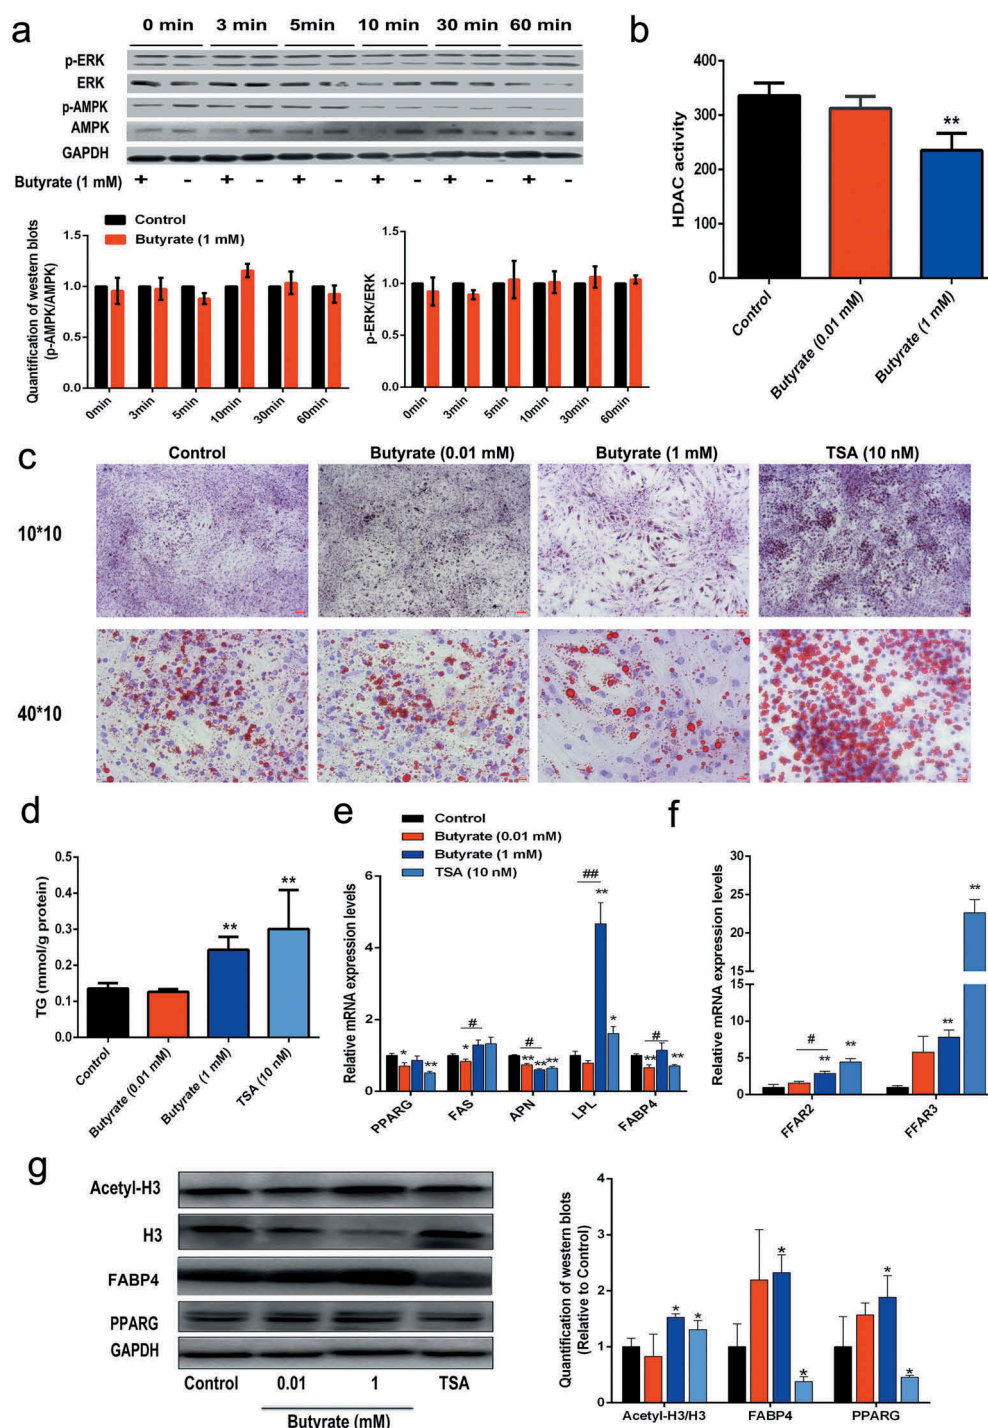 a
0 min 3 min 5min 10 min 30 min 60 min
p-ERK
ERK
p-AMPK
AMPK
GAPDH
Butyrate (1 mM) + - + - + - + - + - + -
Control
Butyrate (1 mM)
Quantification of western blots
(p-AMPK/AMPK)
1.5
1.0
0.5
0.0
0min 3min 5min 10min 30min 60min
p-ERK/ERK
1.5
1.0
0.5
0.0
0min 3min 5min 10min 30min 60min
b
HDAC activity
400
300
200
100
0
**
Control
Butyrate (0.01 mM)
Butyrate (1 mM)
c
Control Butyrate (0.01 mM) Butyrate (1 mM) TSA (10 nM)
10*10
40*10
d
TG (mmol/g protein)
0.5
0.4
0.3
0.2
0.1
0.0
** **
Control
Butyrate (0.01 mM)
Butyrate (1 mM)
TSA (10 nM)
e
Control
Butyrate (0.01 mM)
Butyrate (1 mM)
TSA (10 nM)
Relative mRNA expression levels
6
4
2
0
* **
# *
# ** ** **
## ** *
# ** **
PPARG FAS APN LPL FABP4
f
Relative mRNA expression levels
30
25
20
15
10
5
0
# ** **
** **
FFAR2 FFAR3
g
Acetyl-H3
H3
FABP4
PPARG
GAPDH
Control 0.01 1 TSA
Butyrate (mM)
Quantification of western blots
(Relative to Control)
3
2
1
0
* *
* *
* *
Acetyl-H3/H3 FABP4 PPARG